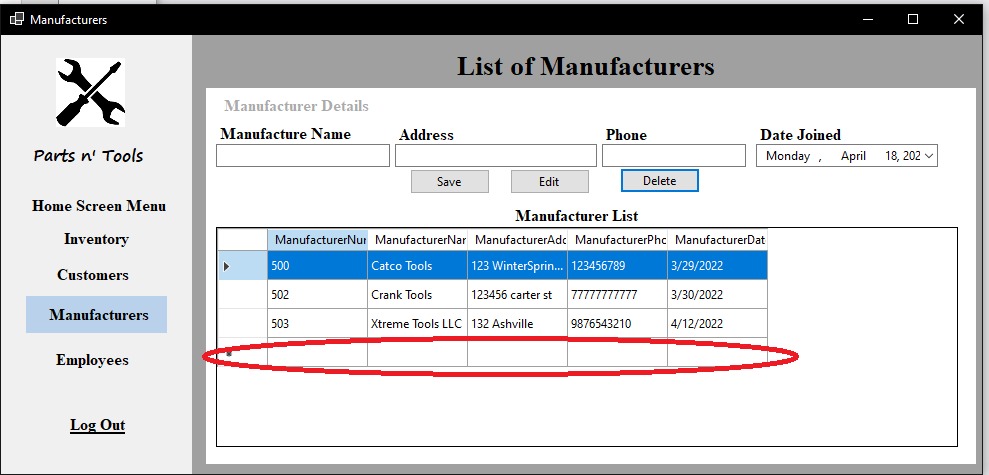 Manufacturers
List of Manufacturers
Parts n' Tools
Home Screen Menu
Inventory
Customers
Manufacturers
Employees
Log Out
Manufacturer Details
Manufacture Name Address Phone Date Joined
Monday , April 18, 202
Save Edit Delete
Manufacturer List
ManufacturerNur ManufacturerNar ManufacturerAdd ManufacturerPho ManufacturerDat
500 Catco Tools 123 WinterSprin... 123456789 3/29/2022
502 Crank Tools 123456 carter st 77777777777 3/30/2022
503 Xtreme Tools LLC 132 Ashville 9876543210 4/12/2022